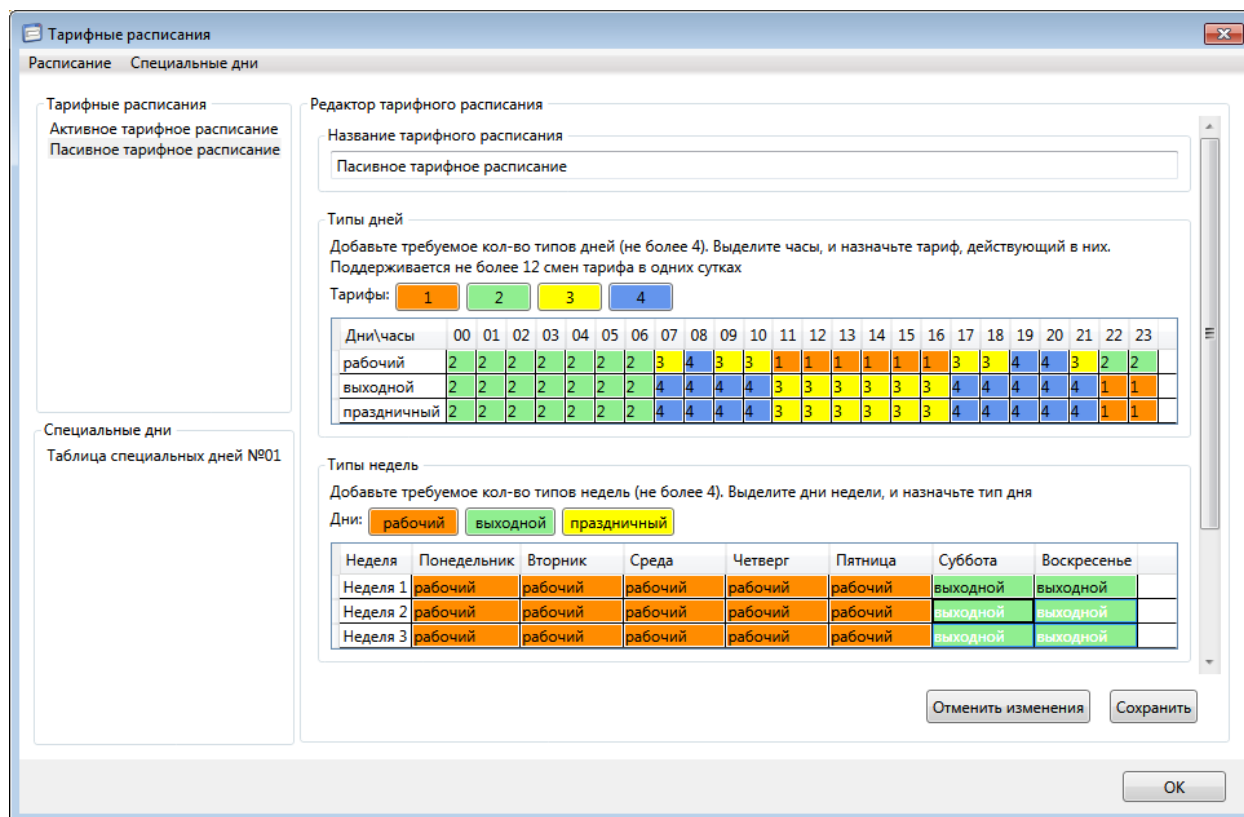 Тарифные расписания
Расписание Специальные дни
Тарифные расписания
Активное тарифное расписание
Пасивное тарифное расписание
Специальные дни
Таблица специальных дней №01
Редактор тарифного расписания
Название тарифного расписания
Пасивное тарифное расписание
Типы дней
Добавьте требуемое кол-во типов дней (не более 4). Выделите часы, и назначьте тариф, действующий в них.
Поддерживается не более 12 смен тарифа в одних сутках
Тарифы: 1 2 3 4
Дни\часы 00 01 02 03 04 05 06 07 08 09 10 11 12 13 14 15 16 17 18 19 20 21 22 23
рабочий 2 2 2 2 2 2 2 3 4 3 3 1 1 1 1 1 1 3 3 4 4 3 2 2
выходной 2 2 2 2 2 2 2 4 4 4 4 3 3 3 3 3 3 4 4 4 4 4 1 1
праздничный 2 2 2 2 2 2 2 4 4 4 4 3 3 3 3 3 3 4 4 4 4 4 1 1
Типы недель
Добавьте требуемое кол-во типов недель (не более 4). Выделите дни недели, и назначьте тип дня
Дни: рабочий выходной праздничный
Неделя Понедельник Вторник Среда Четверг Пятница Суббота Воскресенье
Неделя 1 рабочий рабочий рабочий рабочий рабочий выходной выходной
Неделя 2 рабочий рабочий рабочий рабочий рабочий выходной выходной
Неделя 3 рабочий рабочий рабочий рабочий рабочий выходной выходной
Отменить изменения Сохранить
OK